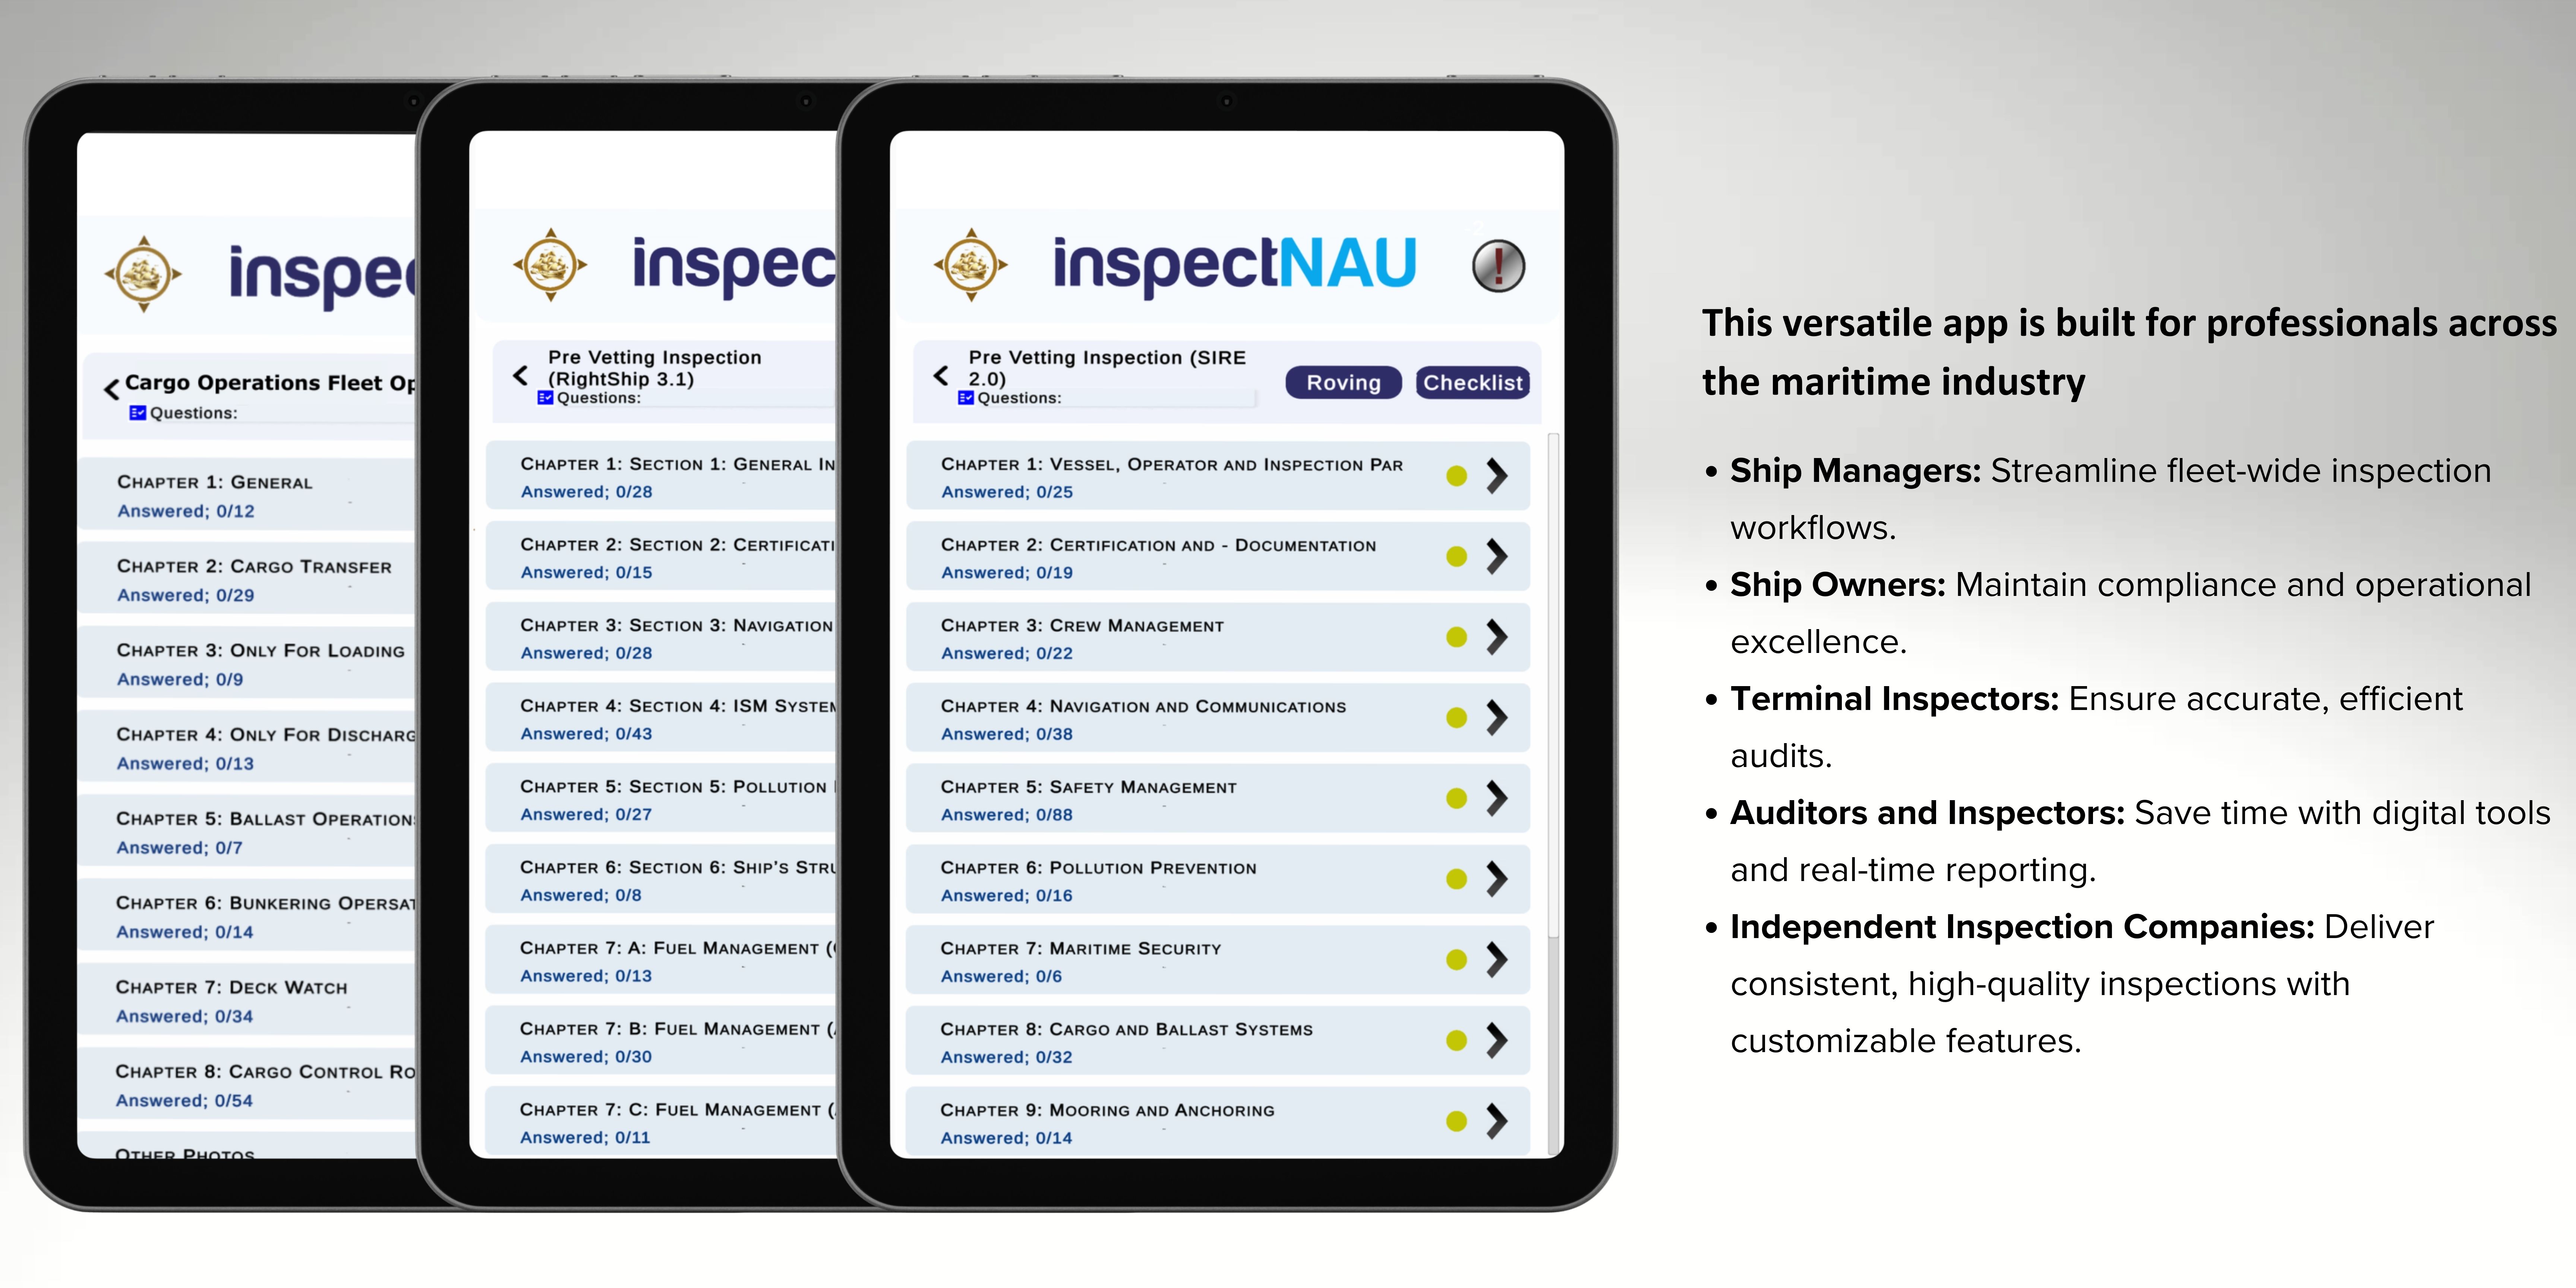 inspec
Cargo Operations Fleet Op
Questions:
Chapter 1: General
Answered; 0/12
Chapter 2: Cargo Transfer
Answered; 0/29
Chapter 3: Only For Loading
Answered; 0/9
Chapter 4: Only For Discharg
Answered; 0/13
Chapter 5: Ballast Operation
Answered; 0/7
Chapter 6: Bunkering Opersat
Answered; 0/14
Chapter 7: Deck Watch
Answered; 0/34
Chapter 8: Cargo Control Ro
Answered; 0/54
Other Photos
inspec
Pre Vetting Inspection
(RightShip 3.1)
Questions:
Chapter 1: Section 1: General In
Answered; 0/28
Chapter 2: Section 2: Certificati
Answered; 0/15
Chapter 3: Section 3: Navigation
Answered; 0/28
Chapter 4: Section 4: ISM System
Answered; 0/43
Chapter 5: Section 5: Pollution
Answered; 0/27
Chapter 6: Section 6: Ship's Stru
Answered; 0/8
Chapter 7: A: Fuel Management (
Answered; 0/13
Chapter 7: B: Fuel Management (
Answered; 0/30
Chapter 7: C: Fuel Management (
Answered; 0/11
inspectNAU
Pre Vetting Inspection (SIRE
2.0)
Questions:
Roving
Checklist
Chapter 1: Vessel, Operator and Inspection Par
Answered; 0/25
Chapter 2: Certification and - Documentation
Answered; 0/19
Chapter 3: Crew Management
Answered; 0/22
Chapter 4: Navigation and Communications
Answered; 0/38
Chapter 5: Safety Management
Answered; 0/88
Chapter 6: Pollution Prevention
Answered; 0/16
Chapter 7: Maritime Security
Answered; 0/6
Chapter 8: Cargo and Ballast Systems
Answered; 0/32
Chapter 9: Mooring and Anchoring
Answered; 0/14
This versatile app is built for professionals across
the maritime industry
• Ship Managers: Streamline fleet-wide inspection
workflows.
• Ship Owners: Maintain compliance and operational
excellence.
• Terminal Inspectors: Ensure accurate, efficient
audits.
• Auditors and Inspectors: Save time with digital tools
and real-time reporting.
• Independent Inspection Companies: Deliver
consistent, high-quality inspections with
customizable features.